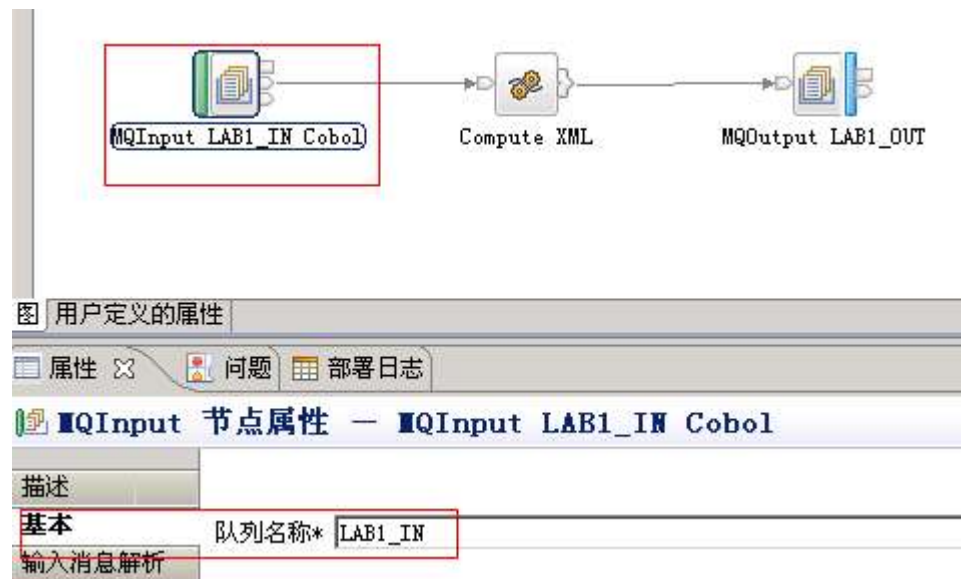 MQInput LAB1_IN Cobol
Compute XML
MQOutput LAB1_OUT
图 用户定义的属性
属性 问题 部署日志
MQInput 节点属性 — MQInput LAB1_IN Cobol
描述
基本
队列名称* LAB1_IN
输入消息解析